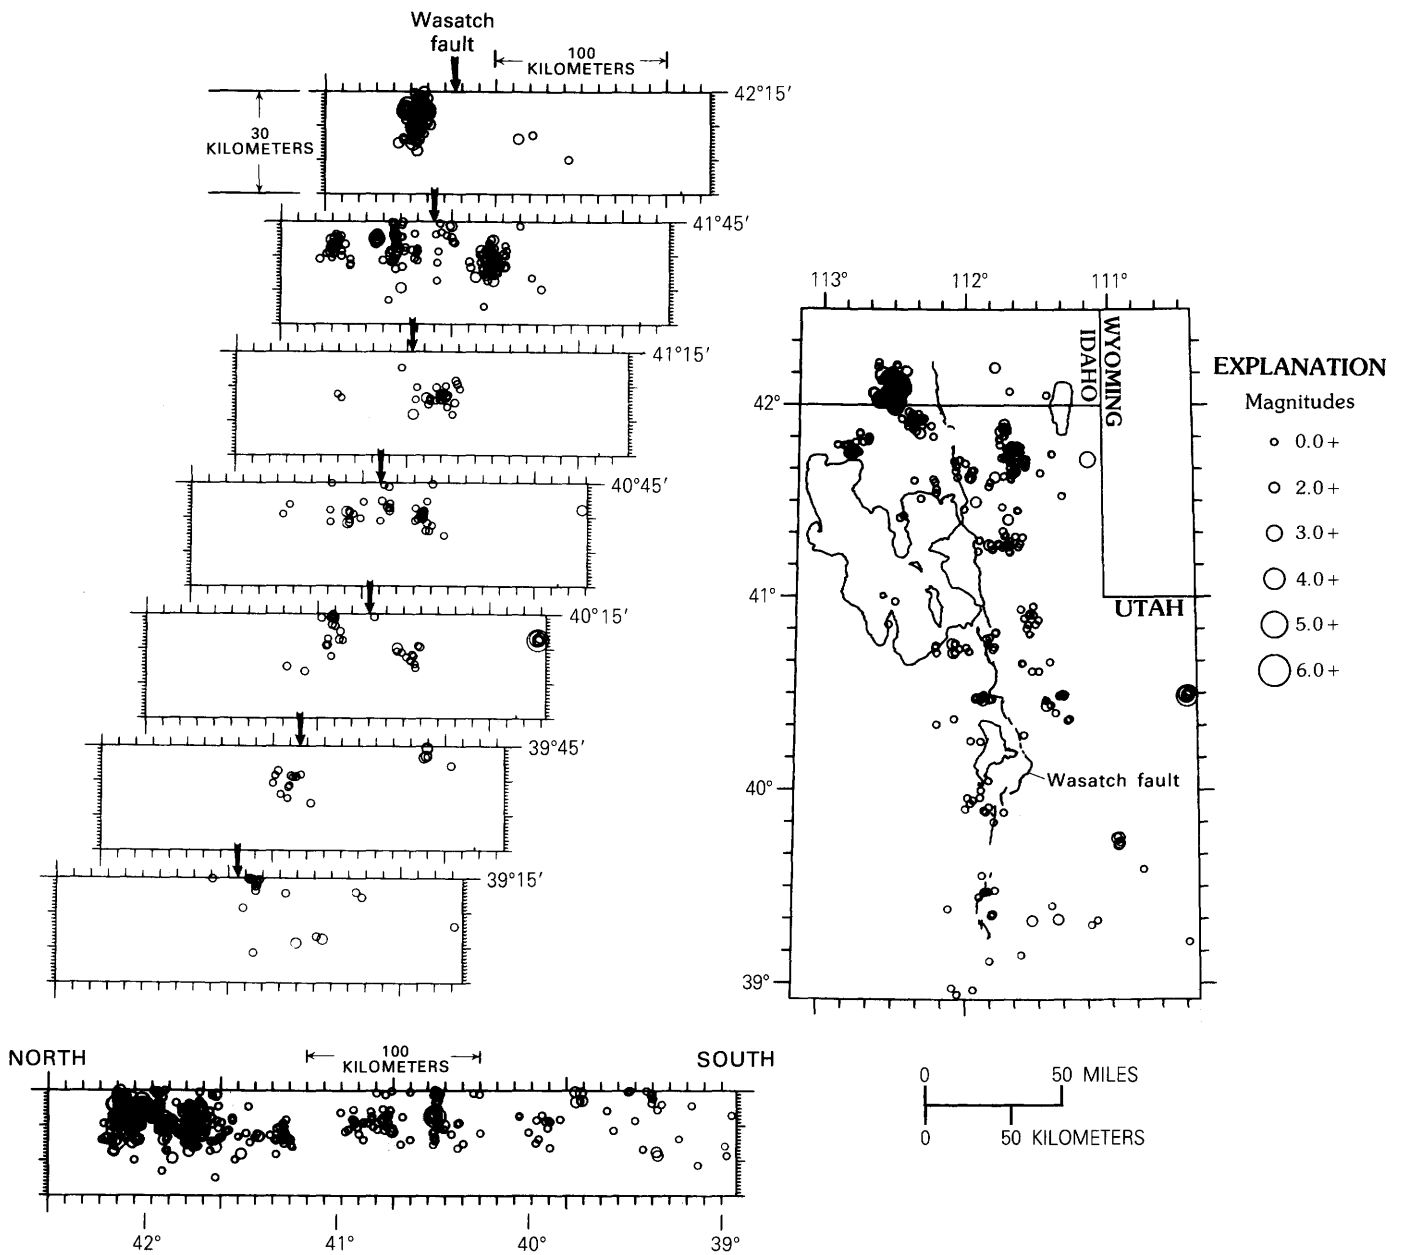 Wasatch
fault
100
KILOMETERS
42°15′
30
KILOMETERS
41°45′
41°15′
40°45′
40°15′
39°45′
39°15′
113°
112°
111°
WYOMING
IDAHO
42°
41°
UTAH
40°
Wasatch fault
39°
EXPLANATION
Magnitudes
0.0+
2.0+
3.0+
4.0+
5.0+
6.0+
NORTH
100
KILOMETERS
SOUTH
42°
41°
40°
39°
0
50 MILES
0
50 KILOMETERS